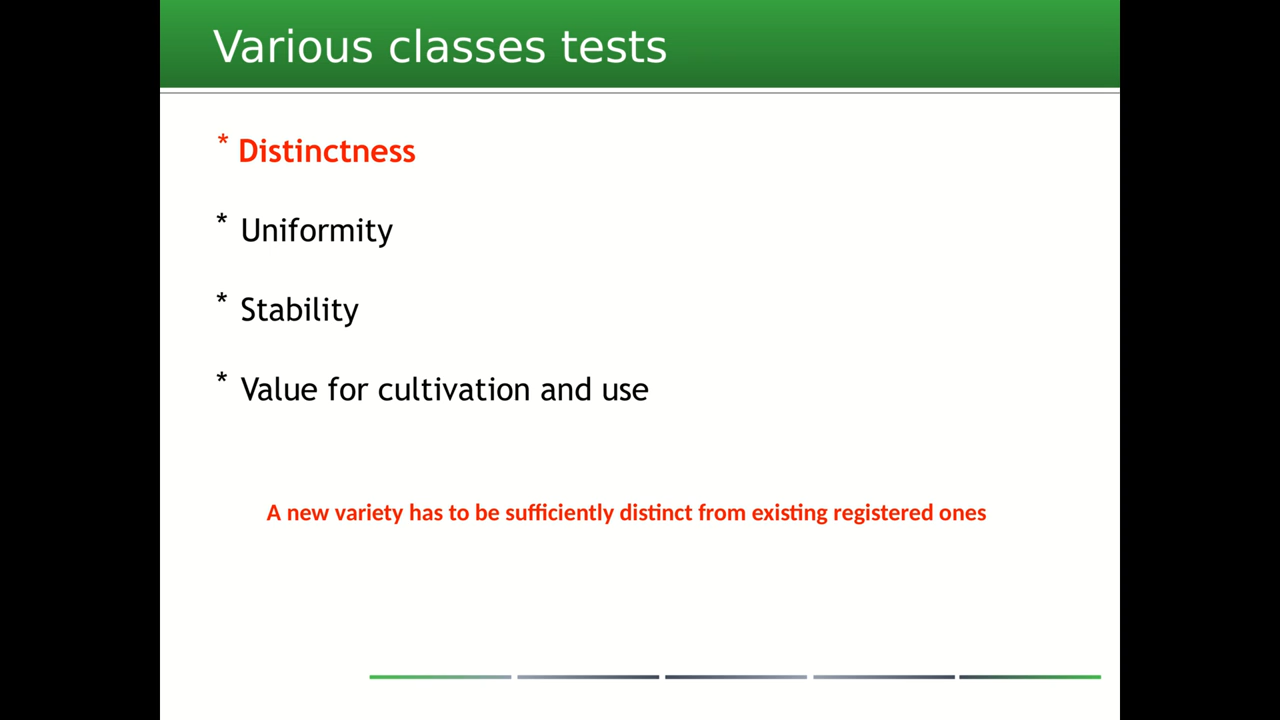 Various classes tests
* Distinctness
* Uniformity
* Stability
* Value for cultivation and use
A new variety has to be sufficiently distinct from existing registered ones